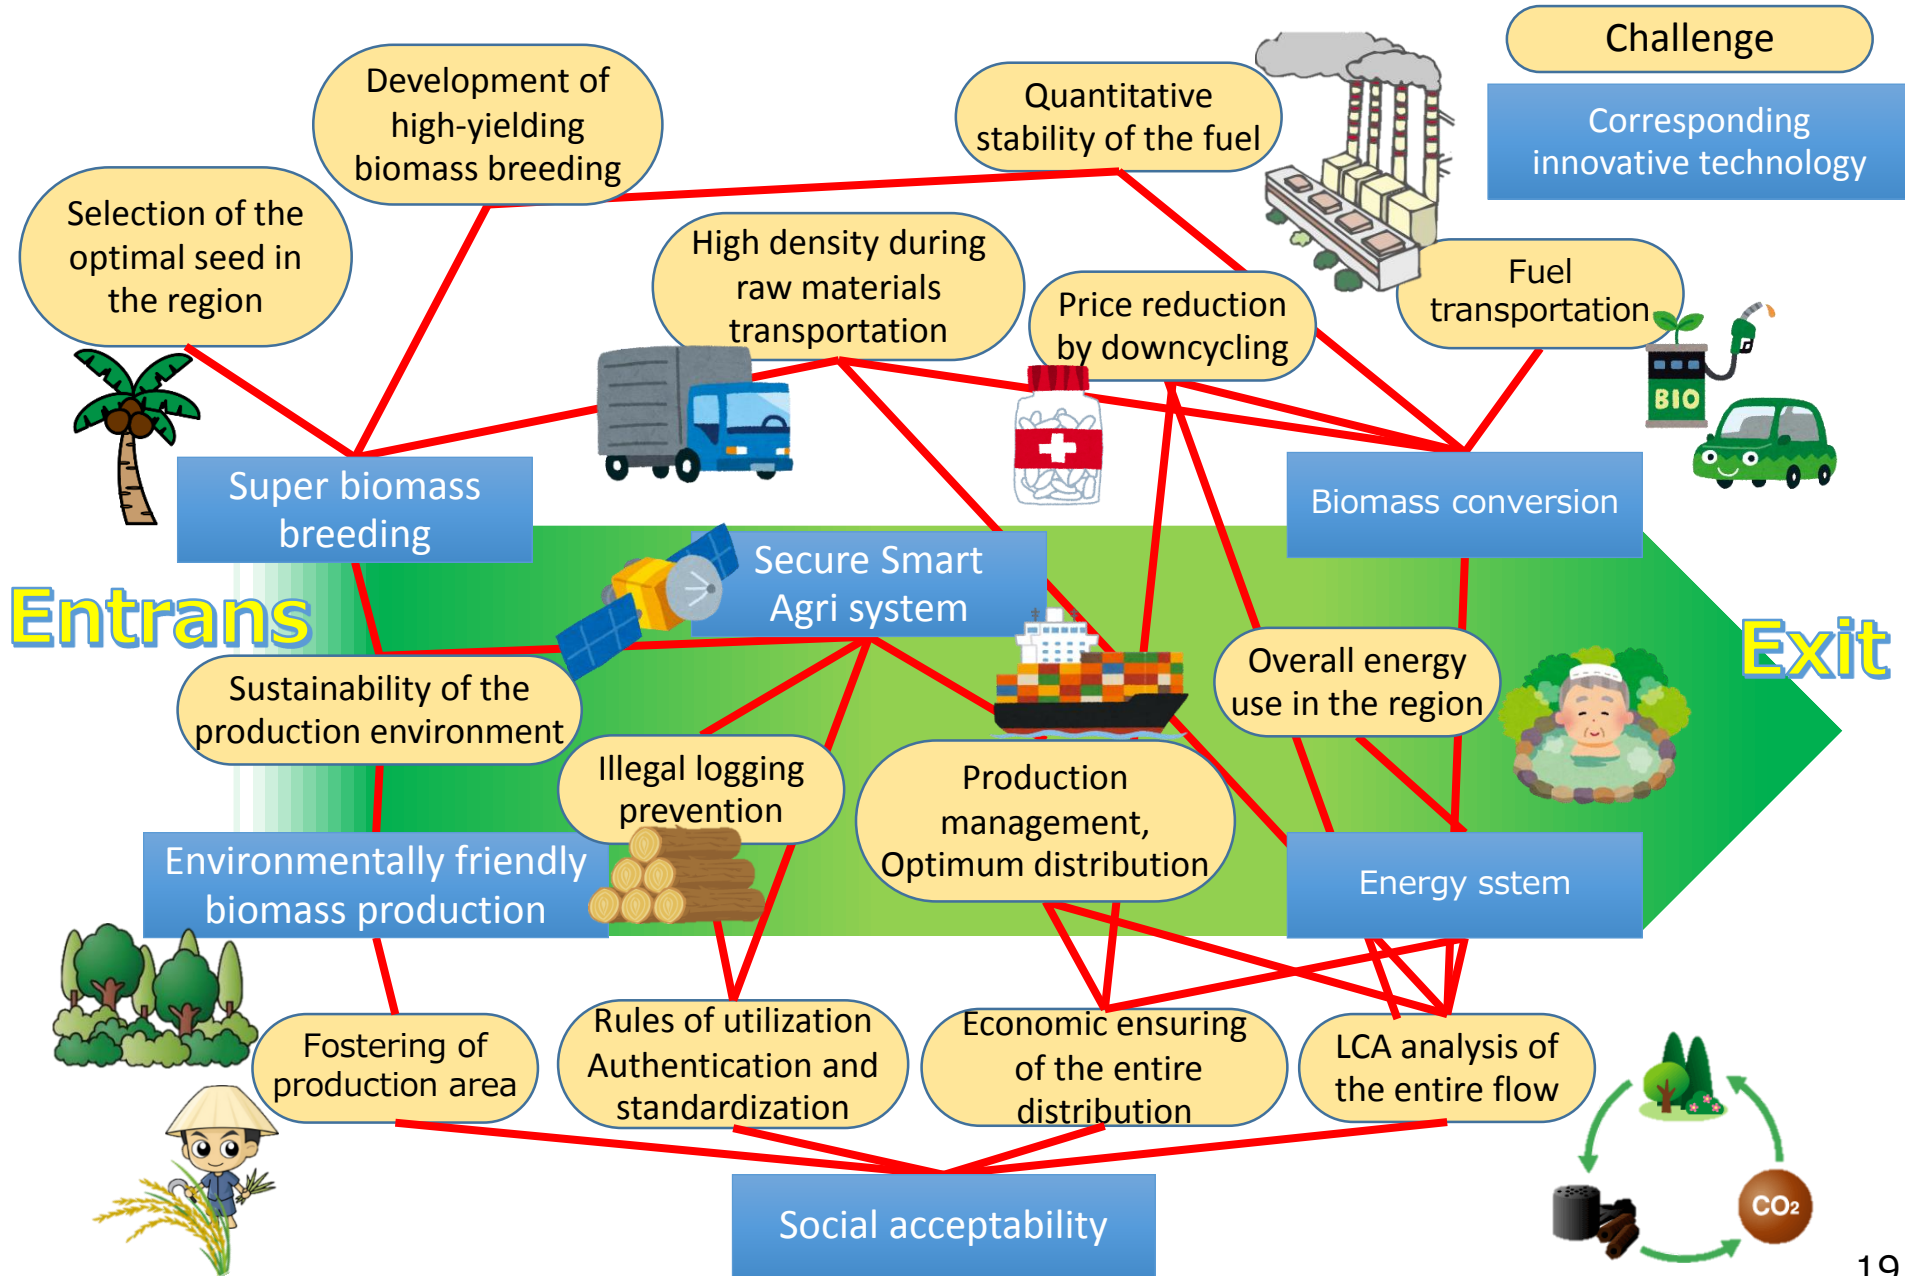 Challenge
Corresponding
innovative technology
Development of
high-yielding
biomass breeding
Quantitative
stability of the fuel
Selection of the
optimal seed in
the region
High density during
raw materials
transportation
Price reduction
by downcycling
Fuel
transportation
BIO
Super biomass
breeding
Biomass conversion
Secure Smart
Agri system
Entrans
Exit
Sustainability of the
production environment
Overall energy
use in the region
Illegal logging
prevention
Production
management,
Optimum distribution
Environmentally friendly
biomass production
Energy sstem
Fostering of
production area
Rules of utilization
Authentication and
standardization
Economic ensuring
of the entire
distribution
LCA analysis of
the entire flow
CO2
Social acceptability
19